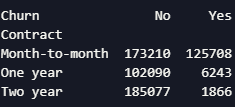 Churn No Yes
Contract
Month-to-month 173210 125708
One year 102090 6243
Two year 185077 1866